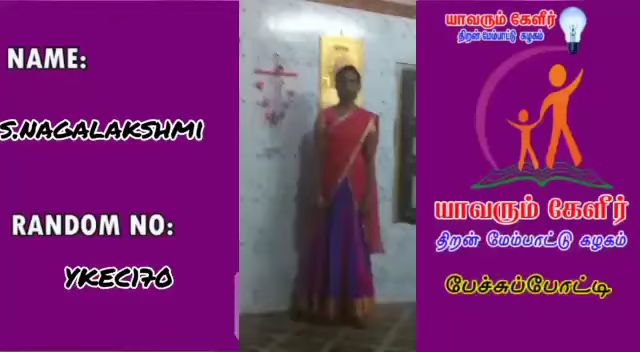 NAME:
S.NAGALAKSHMI
RANDOM NO:
YKEC170
யாவரும் கேளீர்
திறன் மேம்பாட்டு கழகம்
யாவரும் கேளீர்
திறன் மேம்பாட்டு கழகம்
பேச்சுப்போட்டி